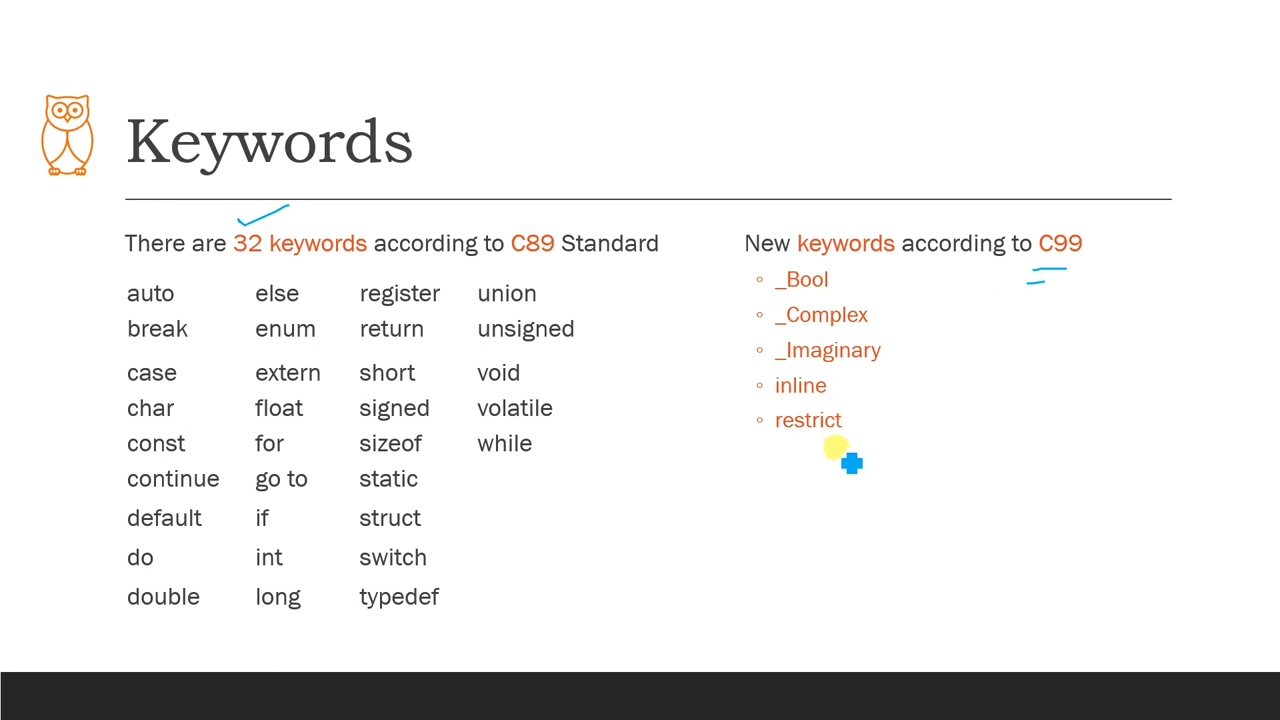 Keywords
There are 32 keywords according to C89 Standard
auto else register union
break enum return unsigned
case extern short void
char float signed volatile
const for sizeof while
continue go to static
default if struct
do int switch
double long typedef
New keywords according to C99
◦ _Bool
◦ _Complex
◦ _Imaginary
◦ inline
◦ restrict